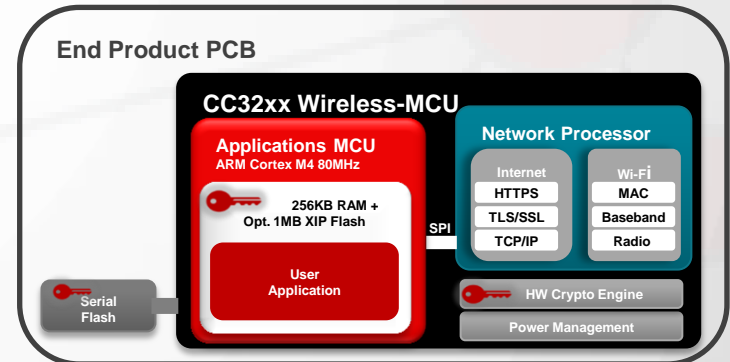 End Product PCB
CC32xx Wireless-MCU
Applications MCU
ARM Cortex M4 80MHz
256KB RAM +
Opt. 1MB XIP Flash
User
Application
SPI
Network Processor
Internet
HTTPS
TLS/SSL
TCP/IP
Wi-Fi
MAC
Baseband
Radio
HW Crypto Engine
Power Management
Serial
Flash